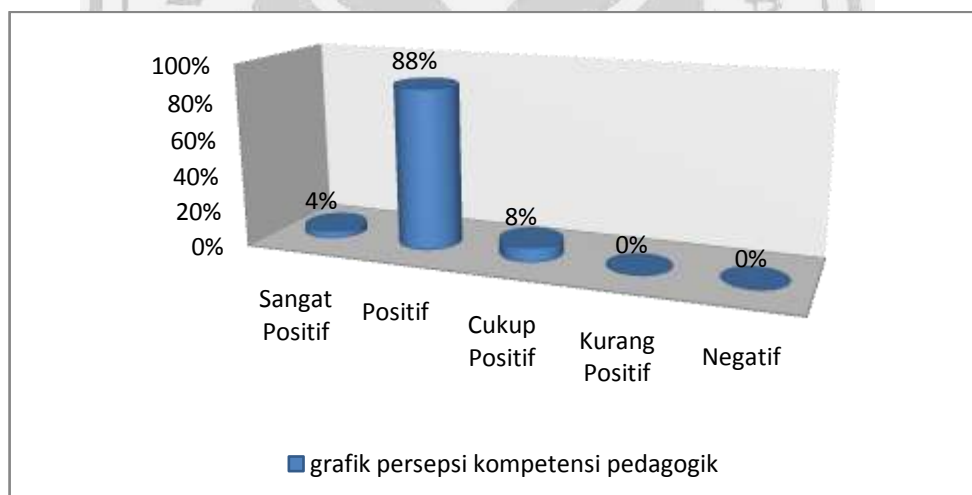 100%
80%
60%
40%
20%
0%
4%
88%
8%
0%
0%
Sangat
Positif
Positif
Cukup
Positif
Kurang
Positif
Negatif
grafik persepsi kompetensi pedagogik